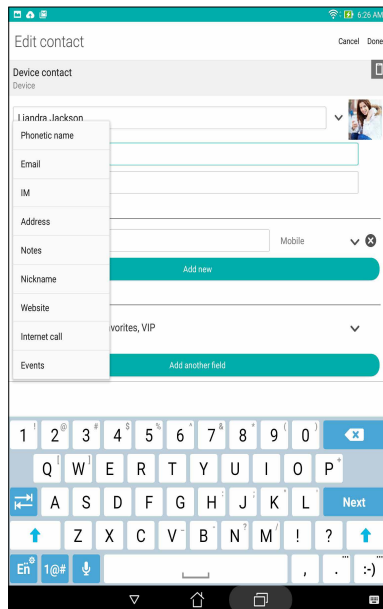 6:26 AM
Edit contact
Cancel Done
Device contact
Device
Liandra Jackson
Phonetic name
Email
IM
Address
Notes
Mobile
Add new
Nickname
Website
Favorites, VIP
Internet call
Events
Add another field
1 ! 2 @ 3 # 4 $ 5 % 6 ^ 7 & 8 * 9 ( 0 )
Q [ W ] E R T Y U I O P +
A S D F G H : J ; K " L ' Next
Z X C V - B N ? M / ! ?
En 1@# , . ... :-) ...